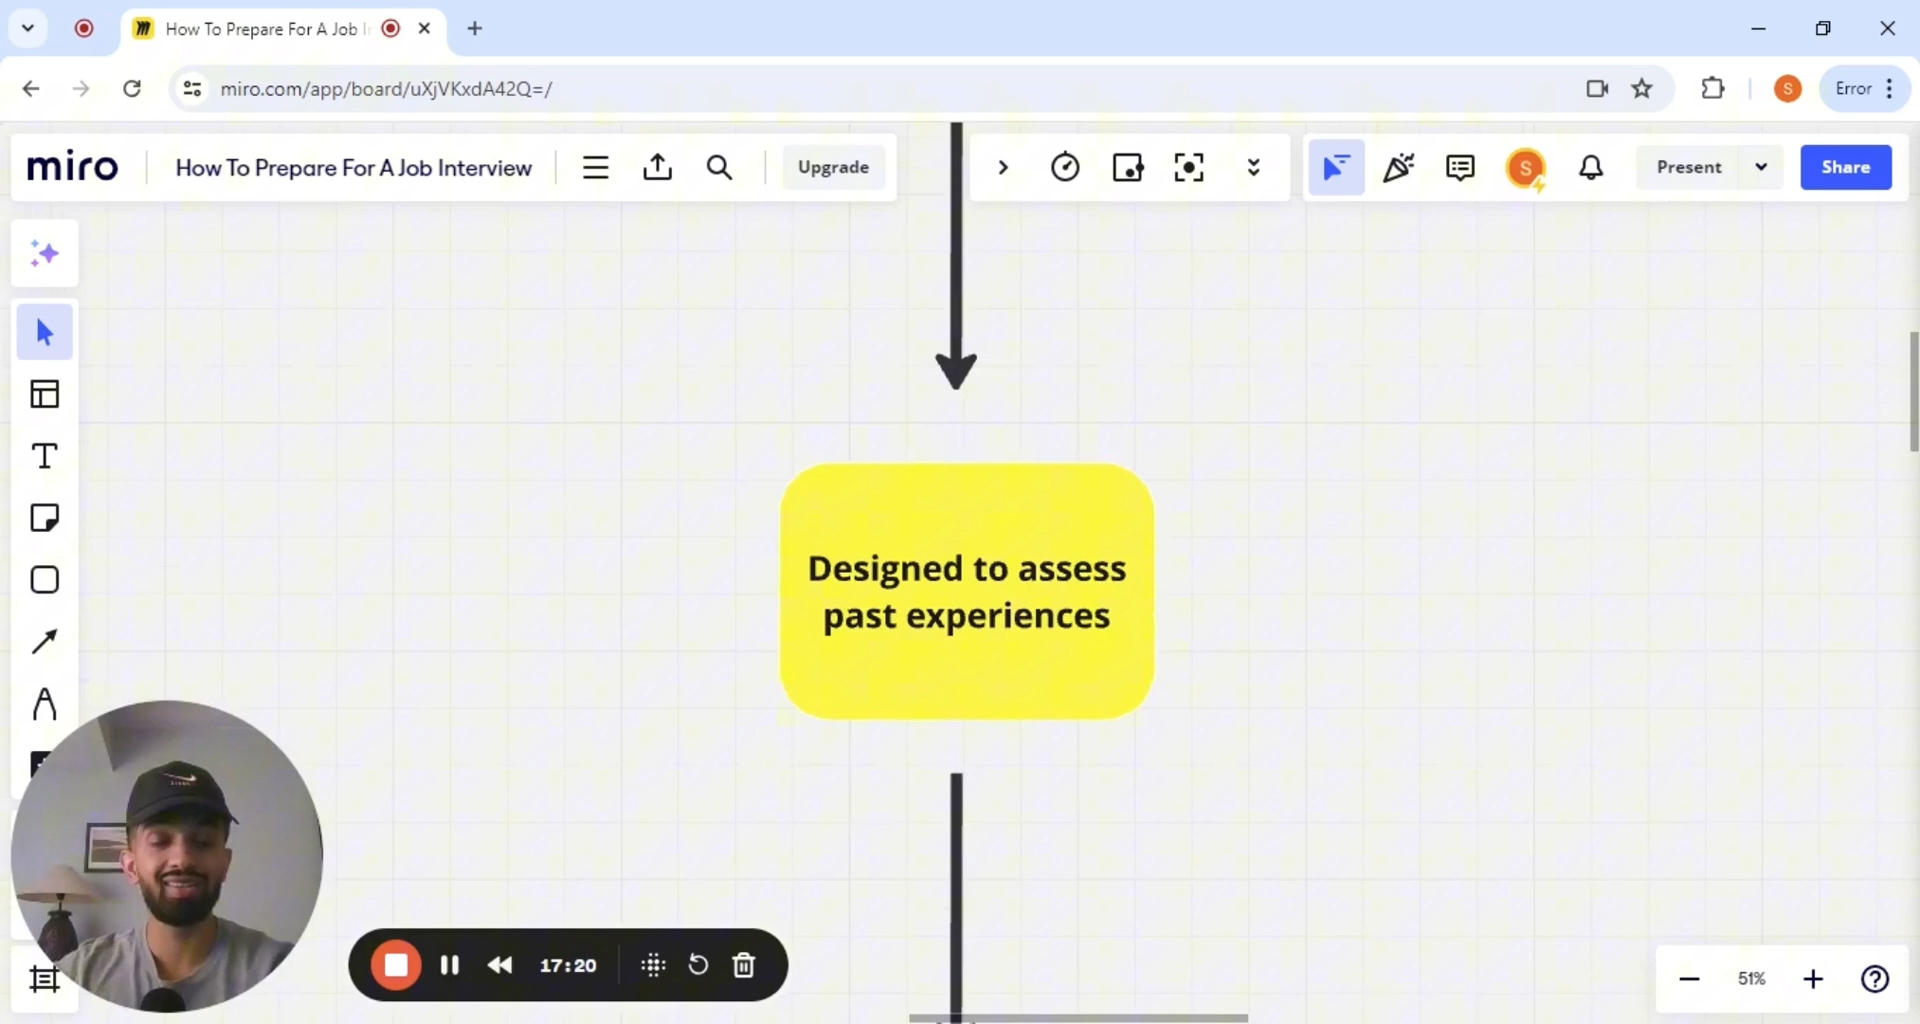 How To Prepare For A Job In
miro.com/app/board/uXjVKxdA42Q=/
S
Error
miro
How To Prepare For A Job Interview
Upgrade
S
Present
Share
Designed to assess
past experiences
17:20
51%